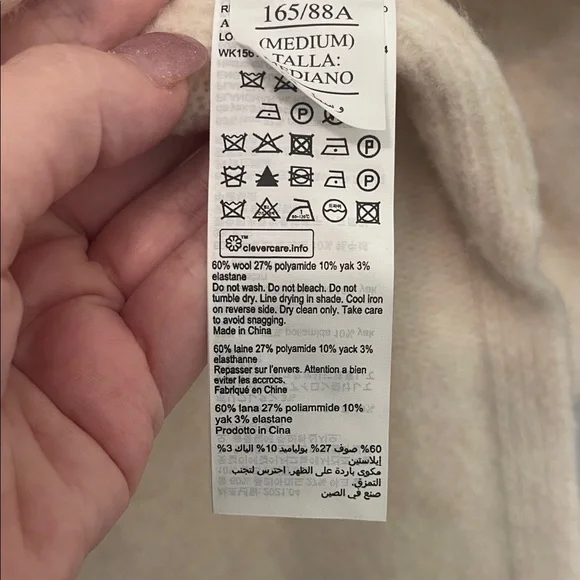 165/88A
(MEDIUM)
TALLA:
WK156
clevercare.info
60% wool 27% polyamide 10% yak 3%
elastane
Do not wash. Do not bleach. Do not
tumble dry. Line drying in shade. Cool iron
on reverse side. Dry clean only. Take care
to avoid snagging.
Made in China
60% laine 27% polyamide 10% yack 3%
elasthanne
Repasser sur l'envers. Attention a bien
eviter les accrocs.
Fabriqué en Chine
60% lana 27% poliammide 10%
yak 3% elastane
Prodotto in Cina
60% صوف 27% بولياميد 10% الياك 3%
إيلاستين
مكوى باردة على الظهر. احترس لتجنب
التمزق.
صنع في الصين